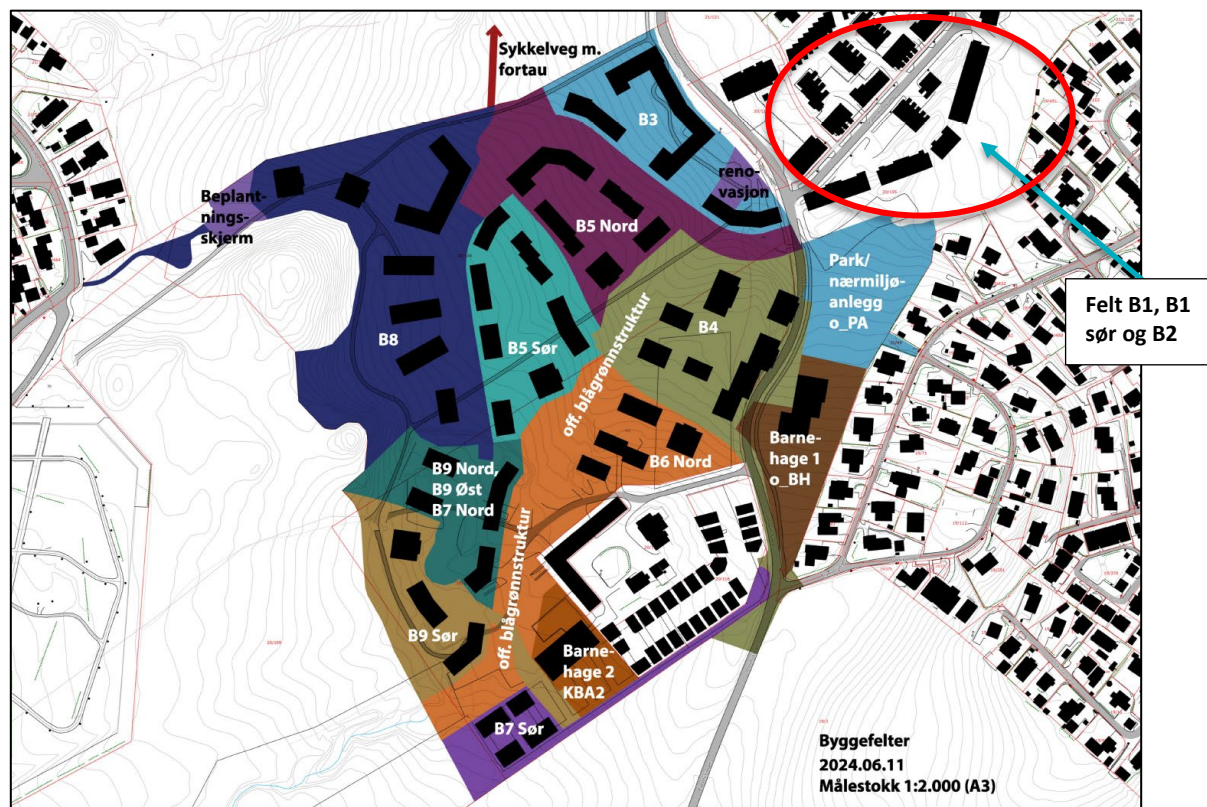 Sykkelveg m.
fortau
B3
reno-
vasjon
Beplant-
nings-
skjerm
B5 Nord
Park/
nærmiljø-
anlegg
o_PA
Felt B1, B1
sør og B2
B4
B8
B5 Sør
off. blågrønnstruktur
Barne-
hage 1
o_BH
B6 Nord
B9 Nord,
B9 Øst
B7 Nord
off. blågrønnstruktur
B9 Sør
Barne-
hage 2
KBA2
B7 Sør
Byggefelter
2024.06.11
Målestokk 1:2.000 (A3)